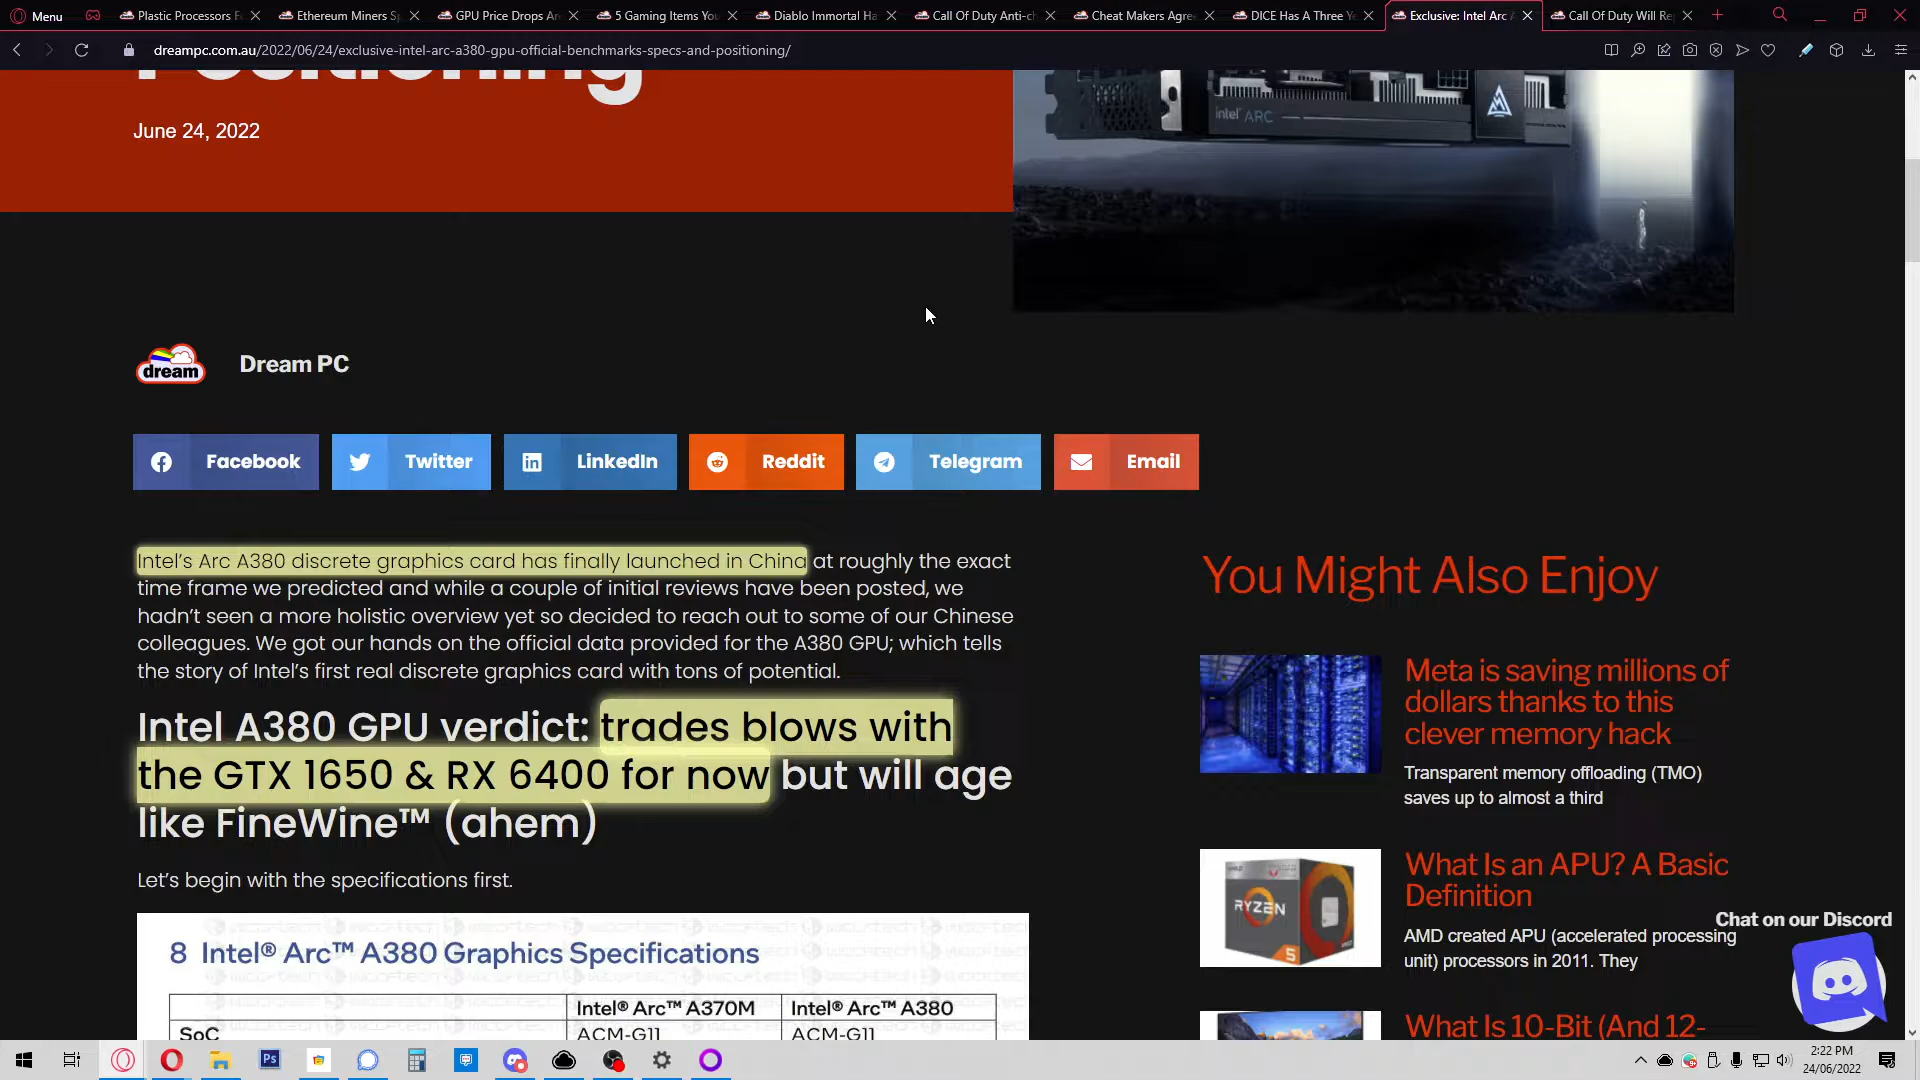 Menu
Plastic Processors F
Ethereum Miners S
GPU Price Drops Ar
5 Gaming Items You
Diablo Immortal Ha
Call Of Duty Anti-ch
Cheat Makers Agre
DICE Has A Three Ye
Exclusive: Intel Arc
Call Of Duty Will Re
dreampc.com.au/2022/06/24/exclusive-intel-arc-a380-gpu-official-benchmarks-specs-and-positioning/
Positioning
June 24, 2022
intel ARC
dream
Dream PC
Facebook
Twitter
LinkedIn
Reddit
Telegram
Email
Intel's Arc A380 discrete graphics card has finally launched in China at roughly the exact
time frame we predicted and while a couple of initial reviews have been posted, we
hadn't seen a more holistic overview yet so decided to reach out to some of our Chinese
colleagues. We got our hands on the official data provided for the A380 GPU; which tells
the story of Intel's first real discrete graphics card with tons of potential.
Intel A380 GPU verdict: trades blows with
the GTX 1650 & RX 6400 for now but will age
like FineWine™ (ahem)
Let's begin with the specifications first.
8 Intel® Arc™ A380 Graphics Specifications
Intel® Arc™ A370M
Intel® Arc™ A380
SoC
ACM-G11
ACM-G11
You Might Also Enjoy
Meta is saving millions of
dollars thanks to this
clever memory hack
Transparent memory offloading (TMO)
saves up to almost a third
RYZEN
5
What Is an APU? A Basic
Definition
AMD created APU (accelerated processing
unit) processors in 2011. They
What Is 10-Bit (And 12-
Chat on our Discord
Ps
2:22 PM
24/06/2022